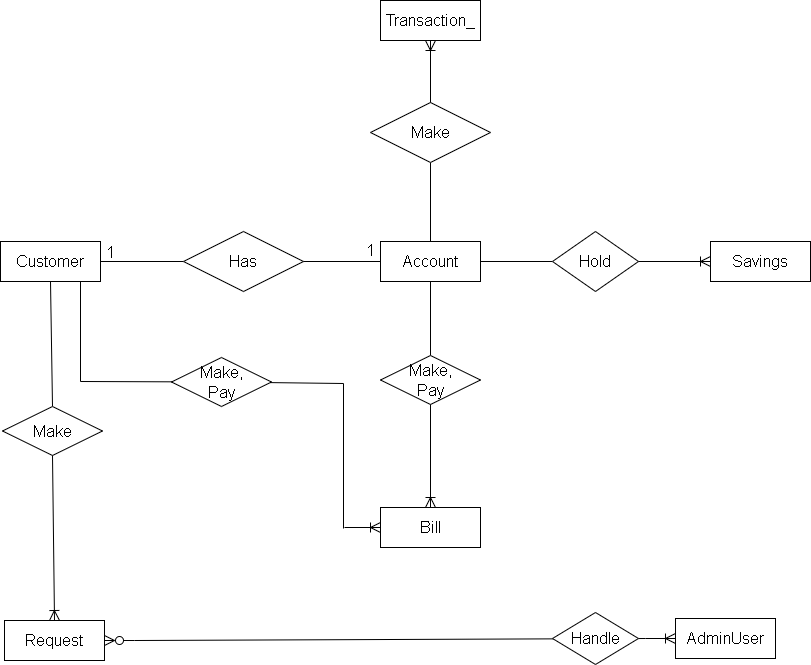 Transaction_
Make
Customer
1
Has
1
Account
Hold
Savings
Make,
Pay
Make,
Pay
Make
Bill
Request
Handle
AdminUser